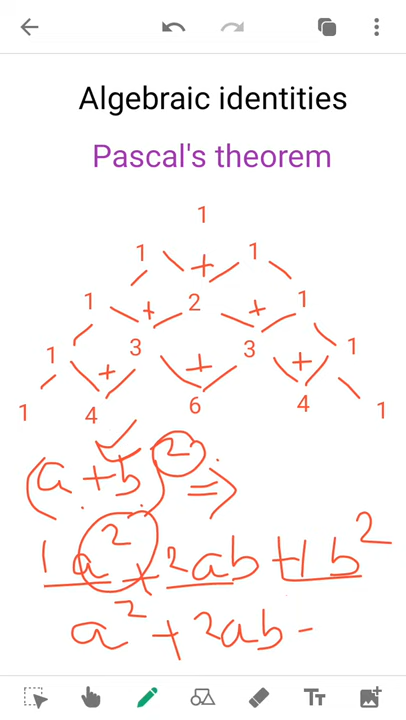 Algebraic identities
Pascal's theorem
1
1 + 1
1 + 2 + 1
1 + 3 + 3 + 1
1 4 6 4 1
(a + b)² ⇒
1a² + 2ab + 1b²
a² + 2ab -
Tт